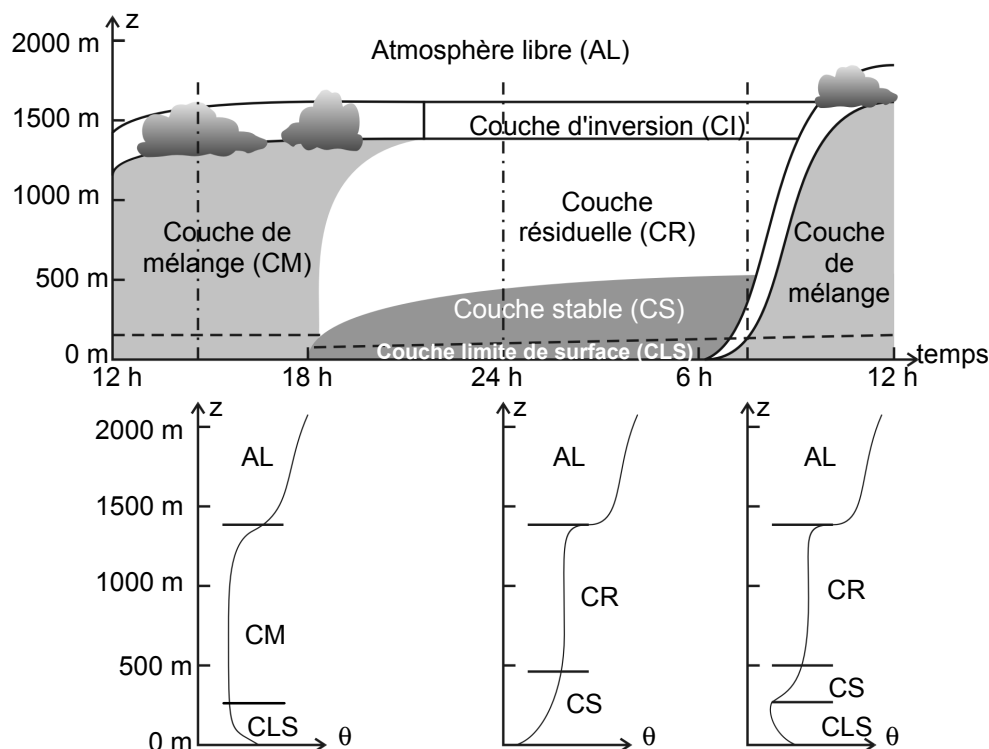 z
2000 m
Atmosphère libre (AL)
1500 m
Couche d'inversion (CI)
1000 m
Couche de
mélange (CM)
Couche
résiduelle (CR)
Couche
de
mélange
500 m
Couche stable (CS)
Couche limite de surface (CLS)
0 m
temps
12 h
18 h
24 h
6 h
12 h
z
z
z
2000 m
AL
AL
AL
1500 m
1000 m
CM
CR
CR
500 m
CS
CS
CLS
CLS
0 m
θ
θ
θ